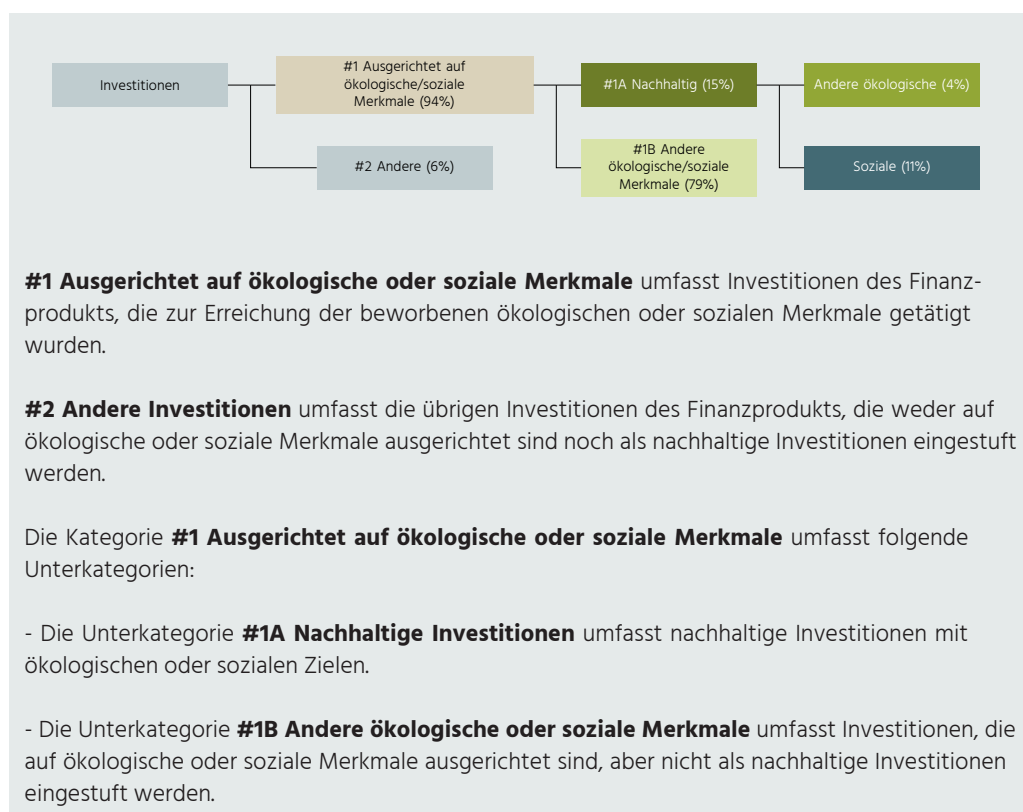 Investitionen
#1 Ausgerichtet auf
ökologische/soziale
Merkmale (94%)
#1A Nachhaltig (15%)
Andere ökologische (4%)
#2 Andere (6%)
#1B Andere
ökologische/soziale
Merkmale (79%)
Soziale (11%)
#1 Ausgerichtet auf ökologische oder soziale Merkmale umfasst Investitionen des Finanz-
produkts, die zur Erreichung der beworbenen ökologischen oder sozialen Merkmale getätigt
wurden.
#2 Andere Investitionen umfasst die übrigen Investitionen des Finanzprodukts, die weder auf
ökologische oder soziale Merkmale ausgerichtet sind noch als nachhaltige Investitionen eingestuft
werden.
Die Kategorie #1 Ausgerichtet auf ökologische oder soziale Merkmale umfasst folgende
Unterkategorien:
- Die Unterkategorie #1A Nachhaltige Investitionen umfasst nachhaltige Investitionen mit
ökologischen oder sozialen Zielen.
- Die Unterkategorie #1B Andere ökologische oder soziale Merkmale umfasst Investitionen, die
auf ökologische oder soziale Merkmale ausgerichtet sind, aber nicht als nachhaltige Investitionen
eingestuft werden.